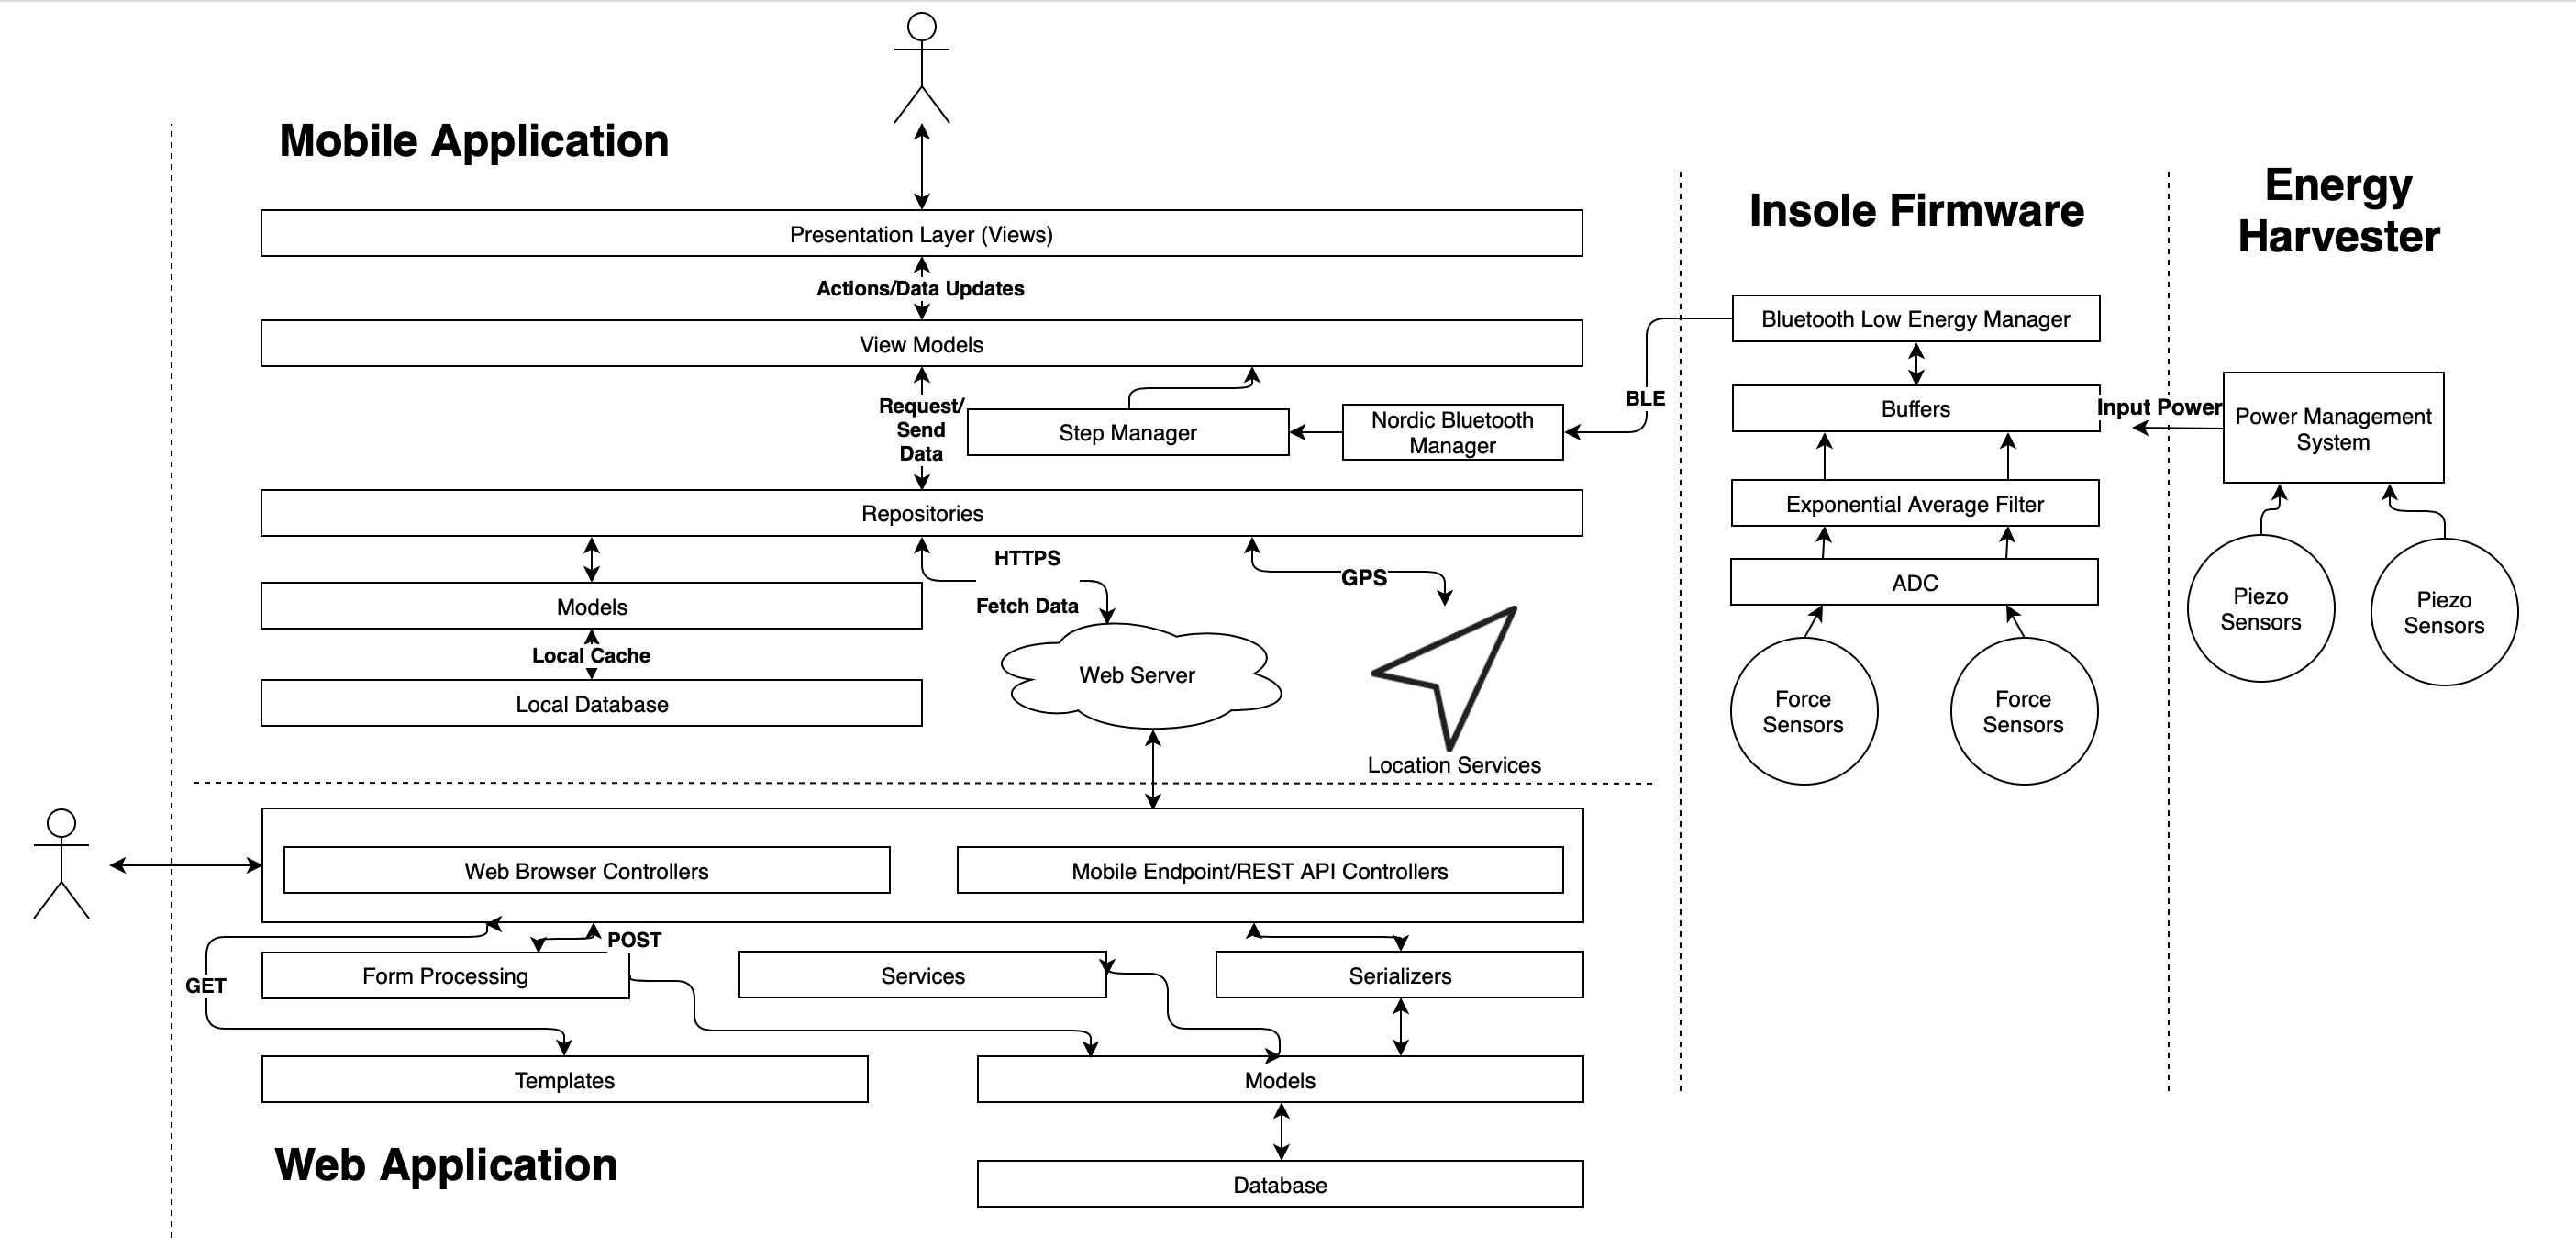 Mobile Application
Presentation Layer (Views)
Actions/Data Updates
View Models
Request/
Send
Data
Step Manager
Nordic Bluetooth
Manager
BLE
Repositories
HTTPS
Fetch Data
GPS
Models
Local Cache
Local Database
Web Server
Location Services
Insole Firmware
Bluetooth Low Energy Manager
Buffers
Exponential Average Filter
ADC
Force
Sensors
Force
Sensors
Energy
Harvester
Input Power
Power Management
System
Piezo
Sensors
Piezo
Sensors
Web Browser Controllers
Mobile Endpoint/REST API Controllers
POST
GET
Form Processing
Services
Serializers
Templates
Models
Web Application
Database